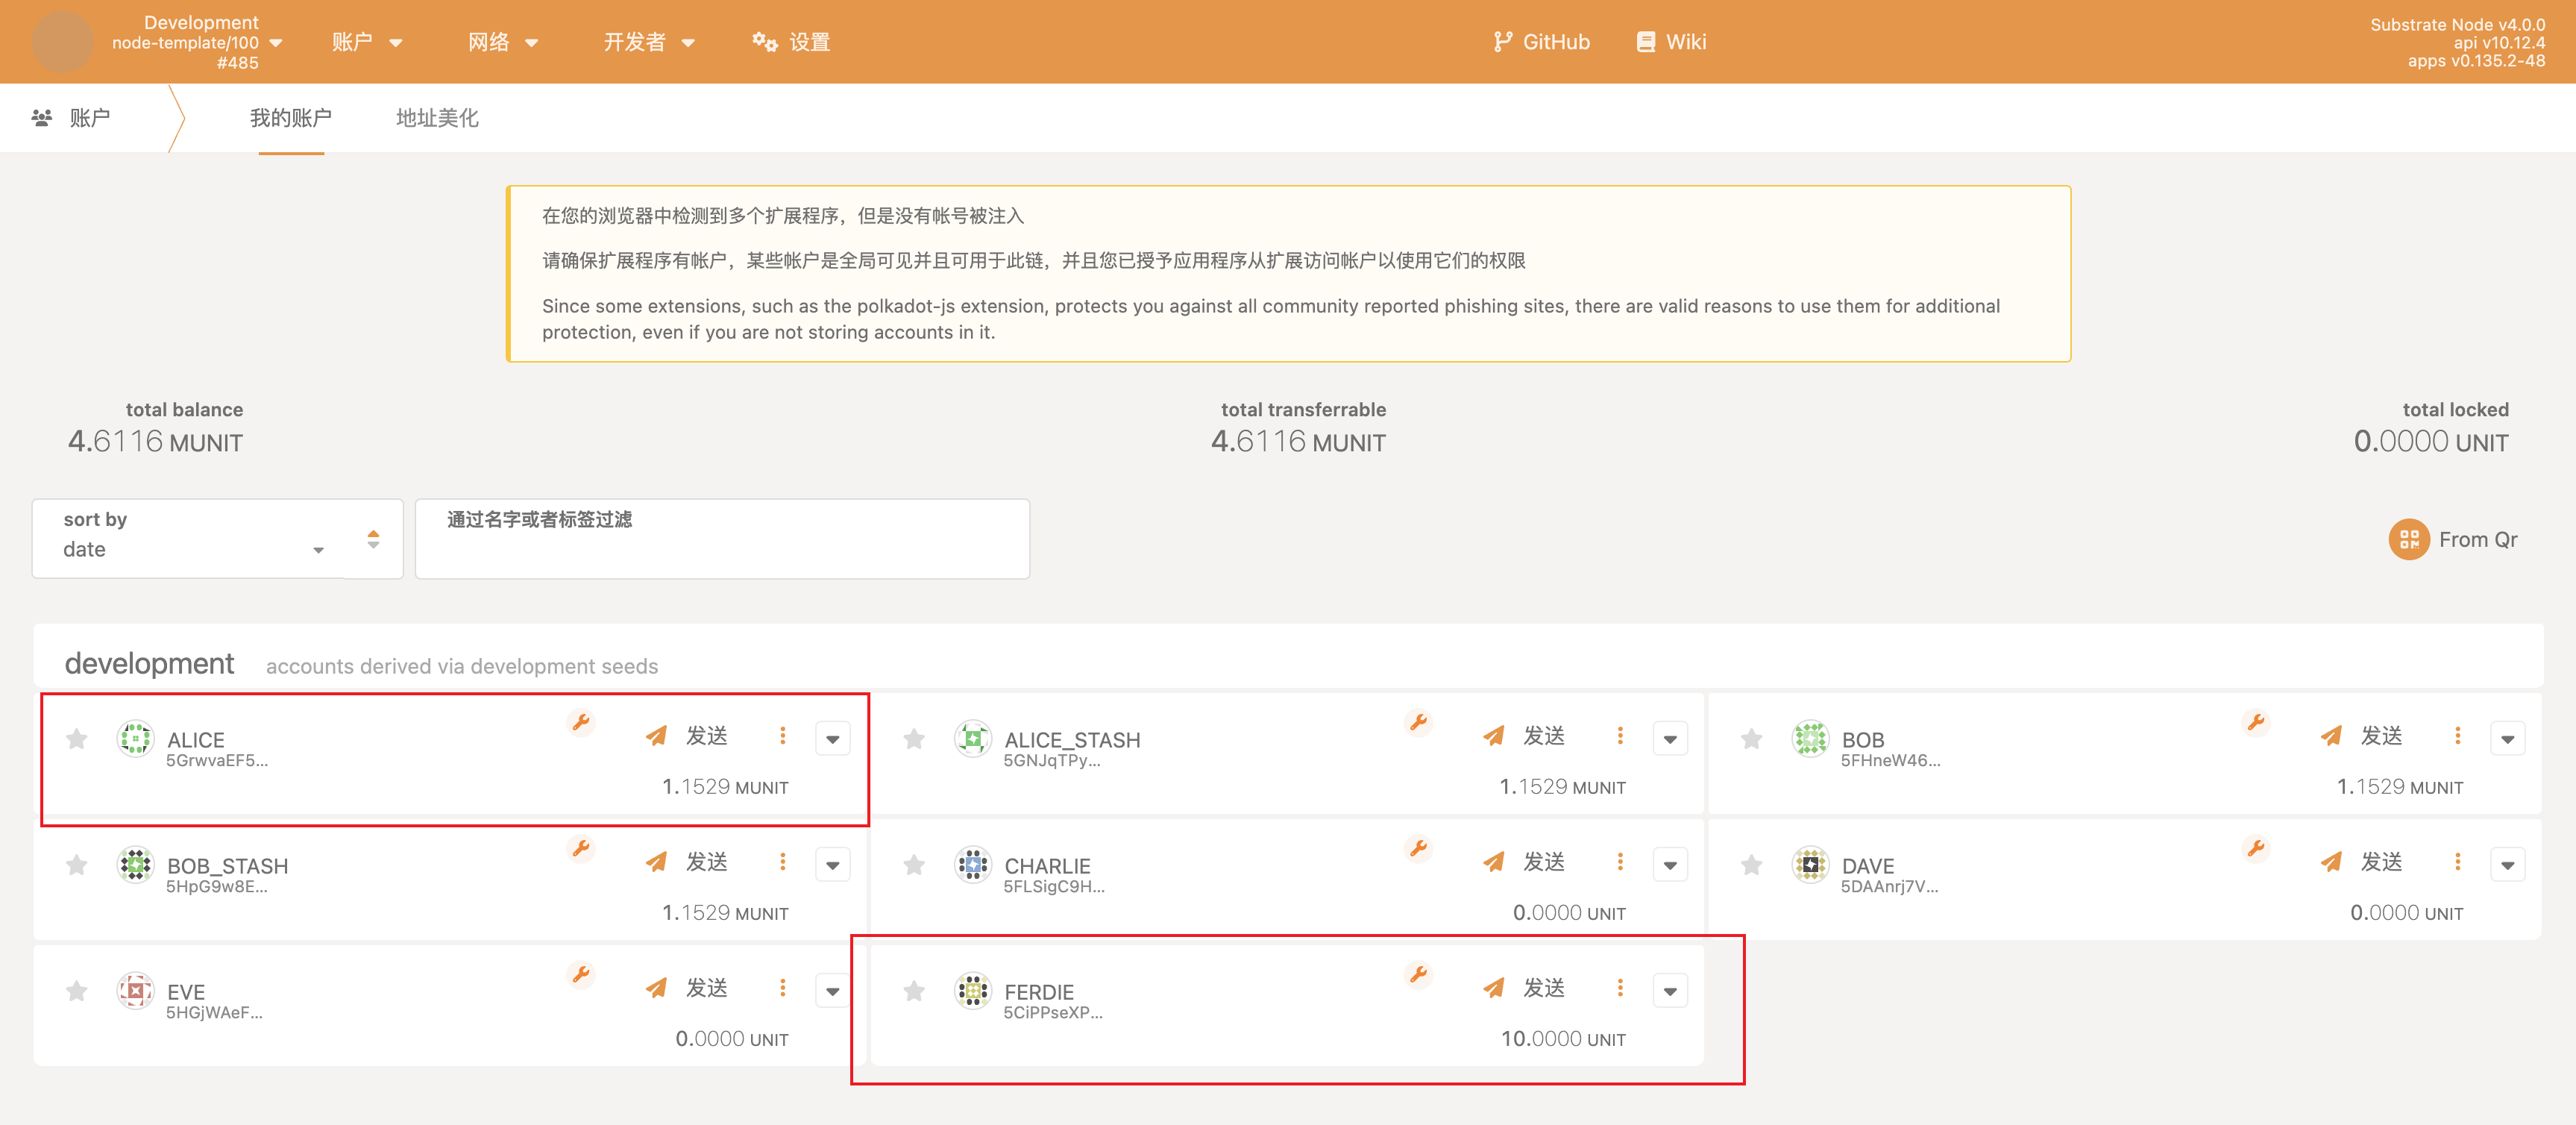 Development
node-template/100
#485
账户
网络
开发者
设置
GitHub
Wiki
Substrate Node v4.0.0
api v10.12.4
apps v0.135.2-48
账户
我的账户
地址美化
在您的浏览器中检测到多个扩展程序，但是没有帐号被注入
请确保扩展程序有帐户，某些帐户是全局可见并且可用于此链，并且您已授予应用程序从扩展访问帐户以使用它们的权限
Since some extensions, such as the polkadot-js extension, protects you against all community reported phishing sites, there are valid reasons to use them for additional
protection, even if you are not storing accounts in it.
total balance
4.6116 MUNIT
total transferrable
4.6116 MUNIT
total locked
0.0000 UNIT
sort by
date
通过名字或者标签过滤
From Qr
development accounts derived via development seeds
ALICE
5GrwvaEF5...
发送
1.1529 MUNIT
ALICE_STASH
5GNJqTPy...
发送
1.1529 MUNIT
BOB
5FHneW46...
发送
1.1529 MUNIT
BOB_STASH
5HpG9w8E...
发送
1.1529 MUNIT
CHARLIE
5FLSigC9H...
发送
0.0000 UNIT
DAVE
5DAAnrj7V...
发送
0.0000 UNIT
EVE
5HGjWAeF...
发送
0.0000 UNIT
FERDIE
5CiPPseXP...
发送
10.0000 UNIT